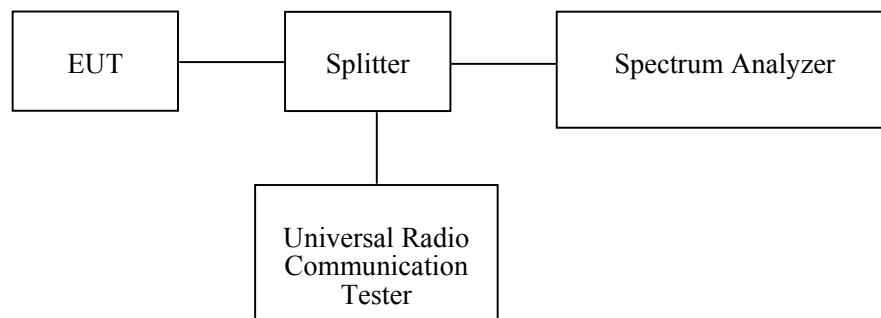 EUT
Splitter
Spectrum Analyzer
Universal Radio
Communication
Tester